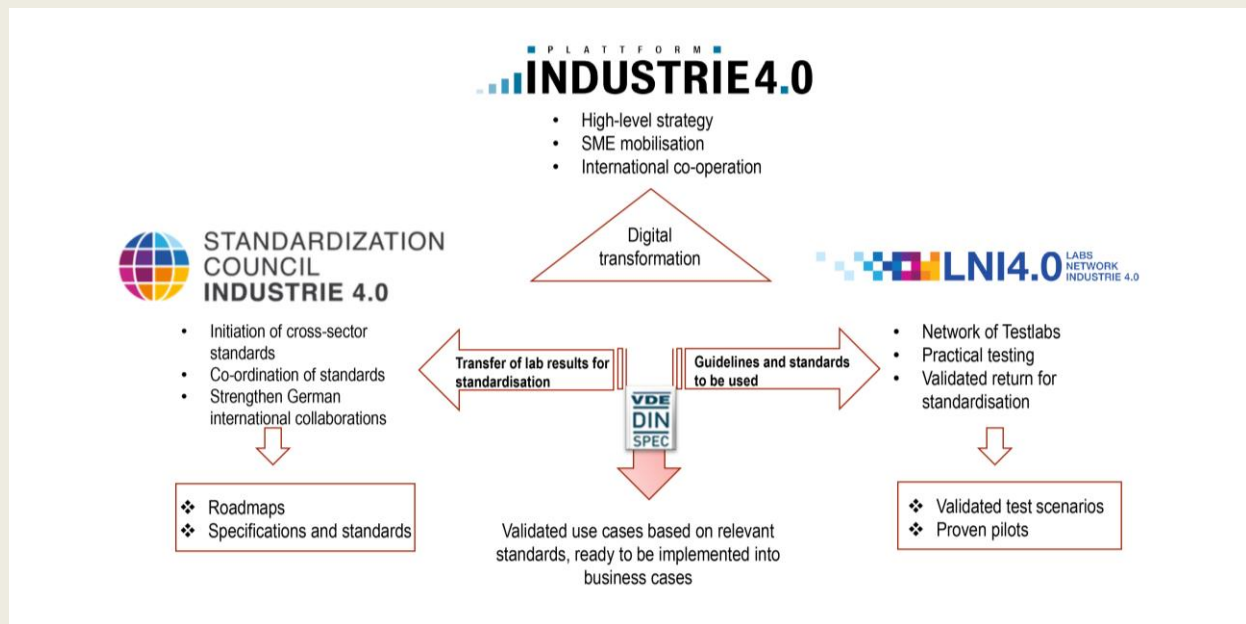 PLATTFORM
INDUSTRIE4.0
• High-level strategy
• SME mobilisation
• International co-operation
Digital
transformation
STANDARDIZATION
COUNCIL
INDUSTRIE 4.0
• Initiation of cross-sector
standards
• Co-ordination of standards
• Strengthen German
international collaborations
LNI4.0
LABS
NETWORK
INDUSTRIE 4.0
• Network of Testlabs
• Practical testing
• Validated return for
standardisation
Transfer of lab results for
standardisation
Guidelines and standards
to be used
VDE
DIN
SPEC
❖ Roadmaps
❖ Specifications and standards
Validated use cases based on relevant
standards, ready to be implemented into
business cases
❖ Validated test scenarios
❖ Proven pilots